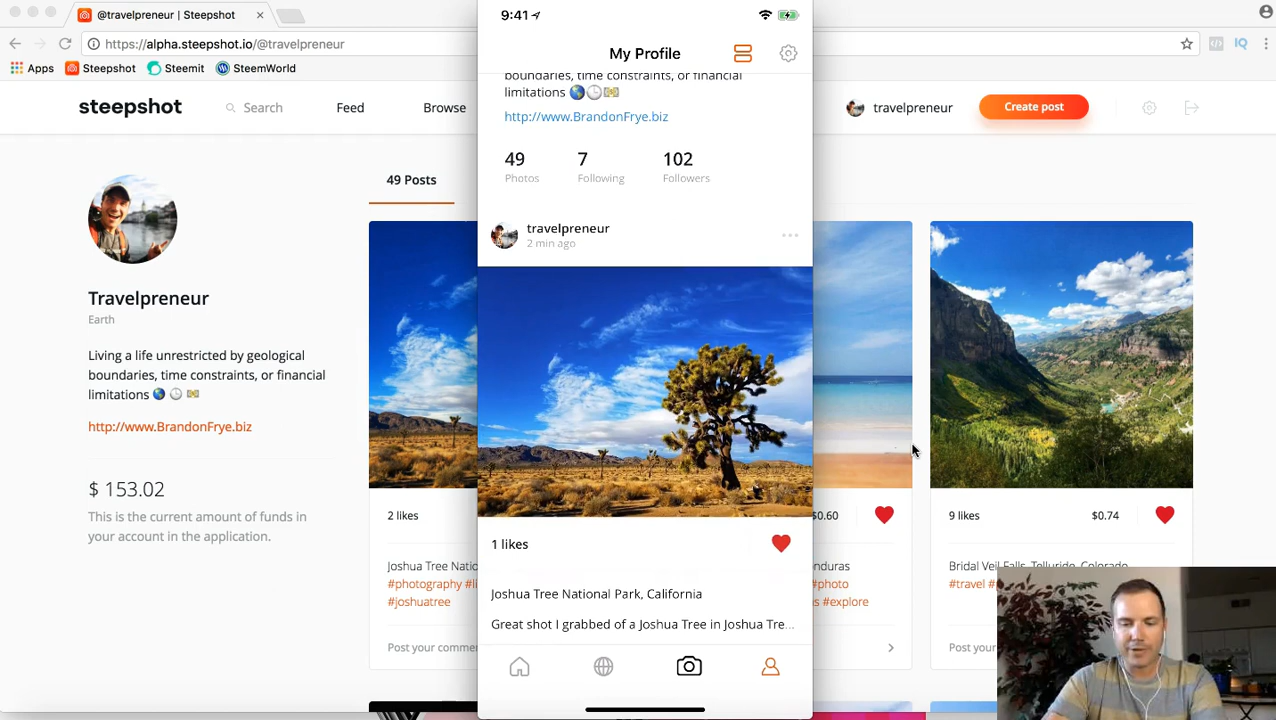 @travelpreneur | Steepshot
https://alpha.steepshot.io/@travelpreneur
Apps
Steepshot
Steemit
SteemWorld
IQ
steepshot
Search
Feed
Browse
travelpreneur
Create post
Travelpreneur
Earth
Living a life unrestricted by geological
boundaries, time constraints, or financial
limitations
http://www.BrandonFrye.biz
$ 153.02
This is the current amount of funds in
your account in the application.
49 Posts
2 likes
Joshua Tree Natio
#photography #li
#joshuatree
Post your comme
9:41
My Profile
boundaries, time constraints, or financial
limitations
http://www.BrandonFrye.biz
49
7
102
Photos
Following
Followers
travelpreneur
2 min ago
1 likes
Joshua Tree National Park, California
Great shot I grabbed of a Joshua Tree in Joshua Tre...
$0.60
nduras
#photo
s #explore
9 likes
$0.74
Bridal Veil Falls, Telluride, Colorado
#travel #
Post your